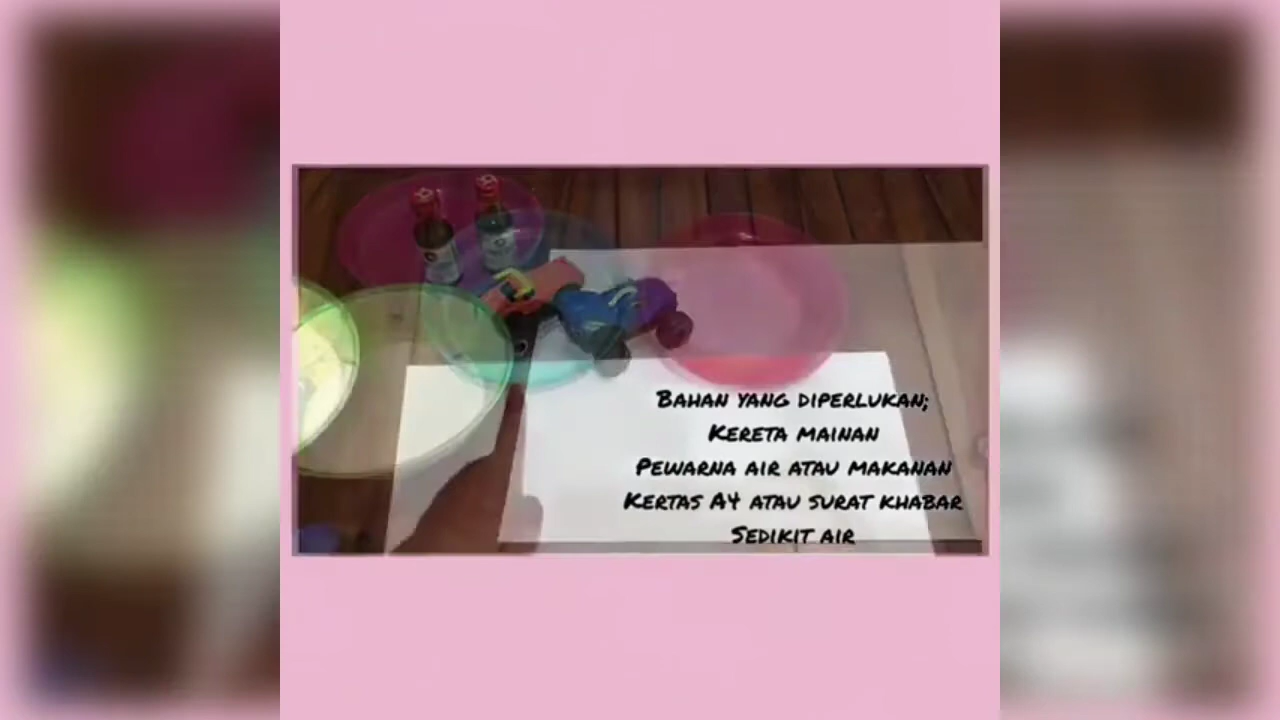 BAHAN YANG DIPERLUKAN;
KERETA MAINAN
PEWARNA AIR ATAU MAKANAN
KERTAS A4 ATAU SURAT KHABAR
SEDIKIT AIR